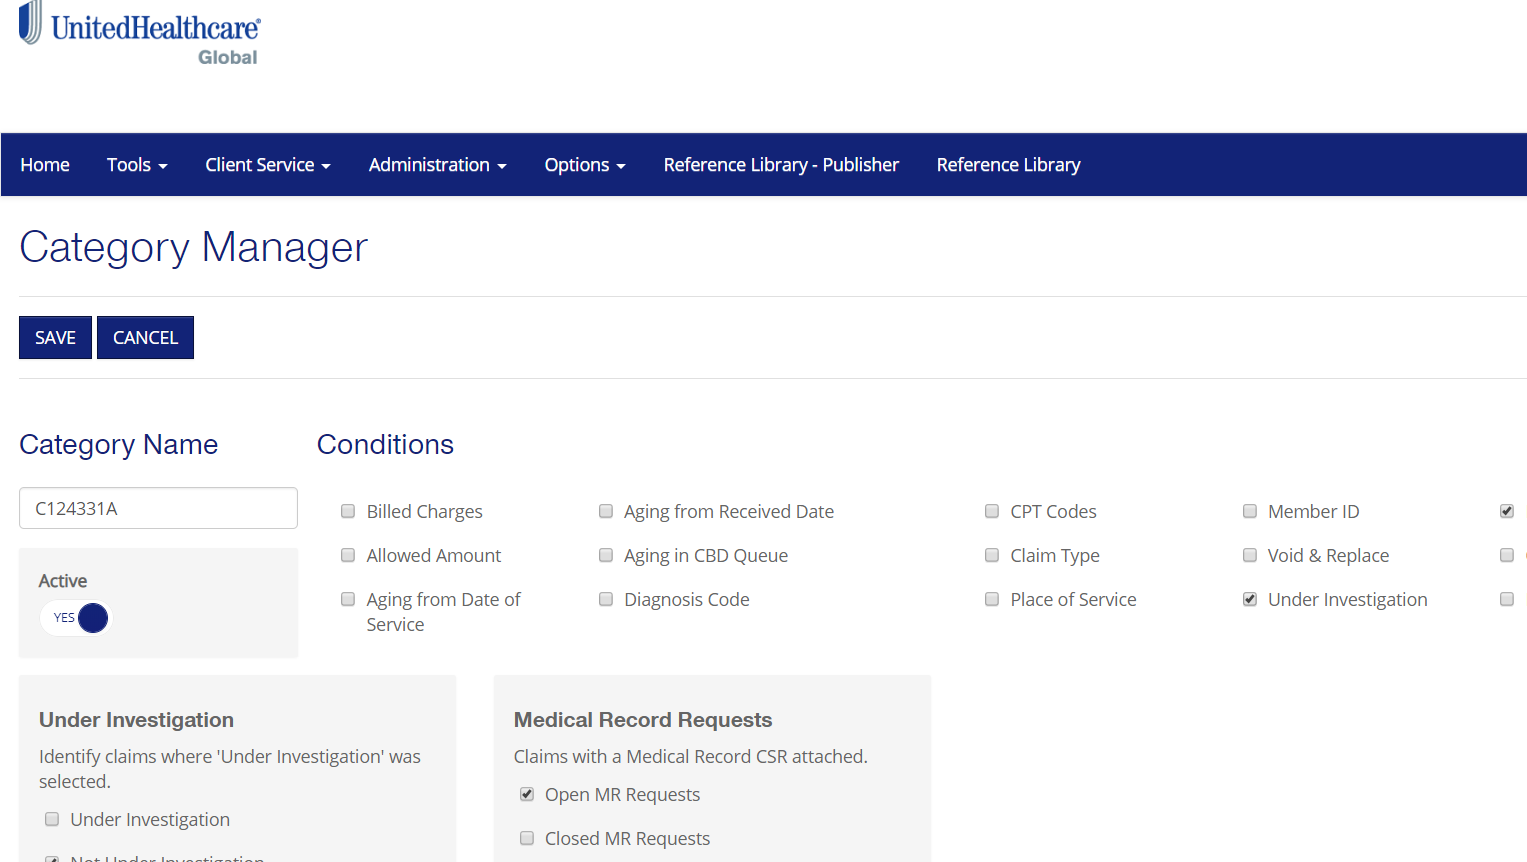 UnitedHealthcare®
Global
Home Tools Client Service Administration Options Reference Library - Publisher Reference Library
Category Manager
SAVE CANCEL
Category Name Conditions
C124331A
Billed Charges Aging from Received Date CPT Codes Member ID
Allowed Amount Aging in CBD Queue Claim Type Void & Replace
Aging from Date of Service Diagnosis Code Place of Service Under Investigation
Active
YES
Under Investigation
Identify claims where 'Under Investigation' was
selected.
Under Investigation
Not Under Investigation
Medical Record Requests
Claims with a Medical Record CSR attached.
Open MR Requests
Closed MR Requests